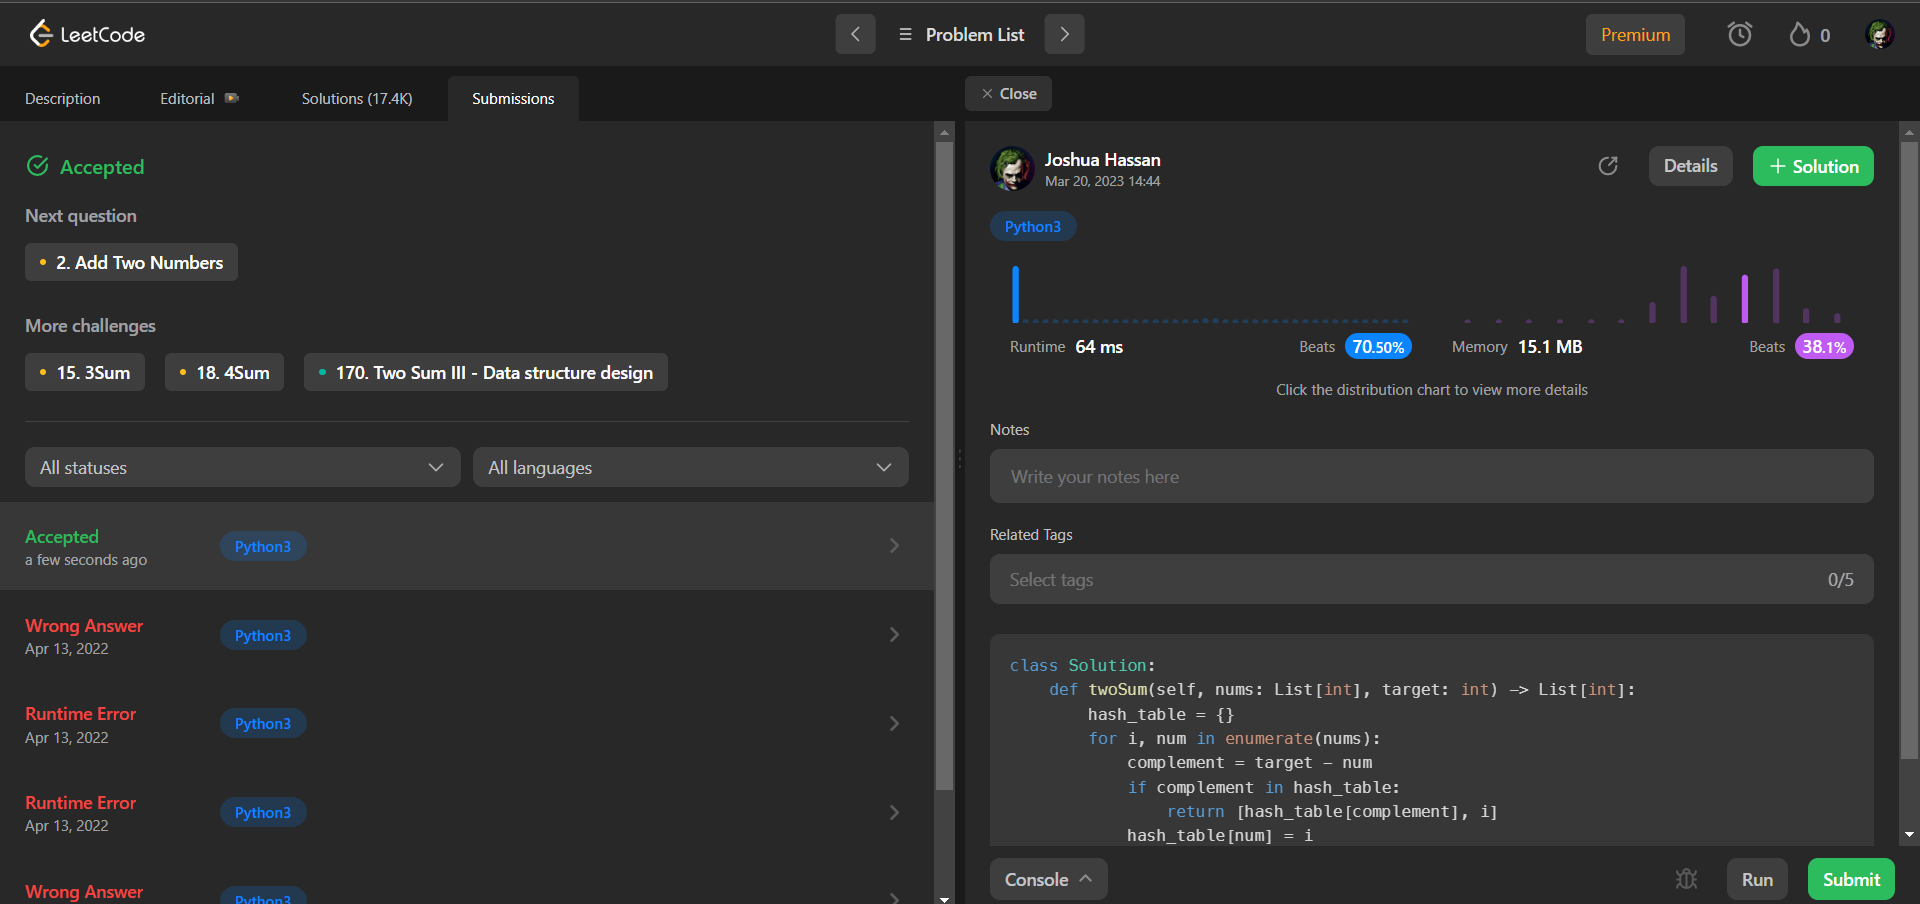 LeetCode
Problem List
Premium
0
Description
Editorial
Solutions (17.4K)
Submissions
Close
Accepted
Next question
2. Add Two Numbers
More challenges
15. 3Sum
18. 4Sum
170. Two Sum III - Data structure design
All statuses
All languages
Accepted
a few seconds ago
Python3
Wrong Answer
Apr 13, 2022
Python3
Runtime Error
Apr 13, 2022
Python3
Runtime Error
Apr 13, 2022
Python3
Wrong Answer
Python3
Joshua Hassan
Mar 20, 2023 14:44
Details
+ Solution
Python3
Runtime 64 ms
Beats 70.50%
Memory 15.1 MB
Beats 38.1%
Click the distribution chart to view more details
Notes
Write your notes here
Related Tags
Select tags
0/5
class Solution:
    def twoSum(self, nums: List[int], target: int) -> List[int]:
        hash_table = {}
        for i, num in enumerate(nums):
            complement = target - num
            if complement in hash_table:
                return [hash_table[complement], i]
            hash_table[num] = i
Console
Run
Submit